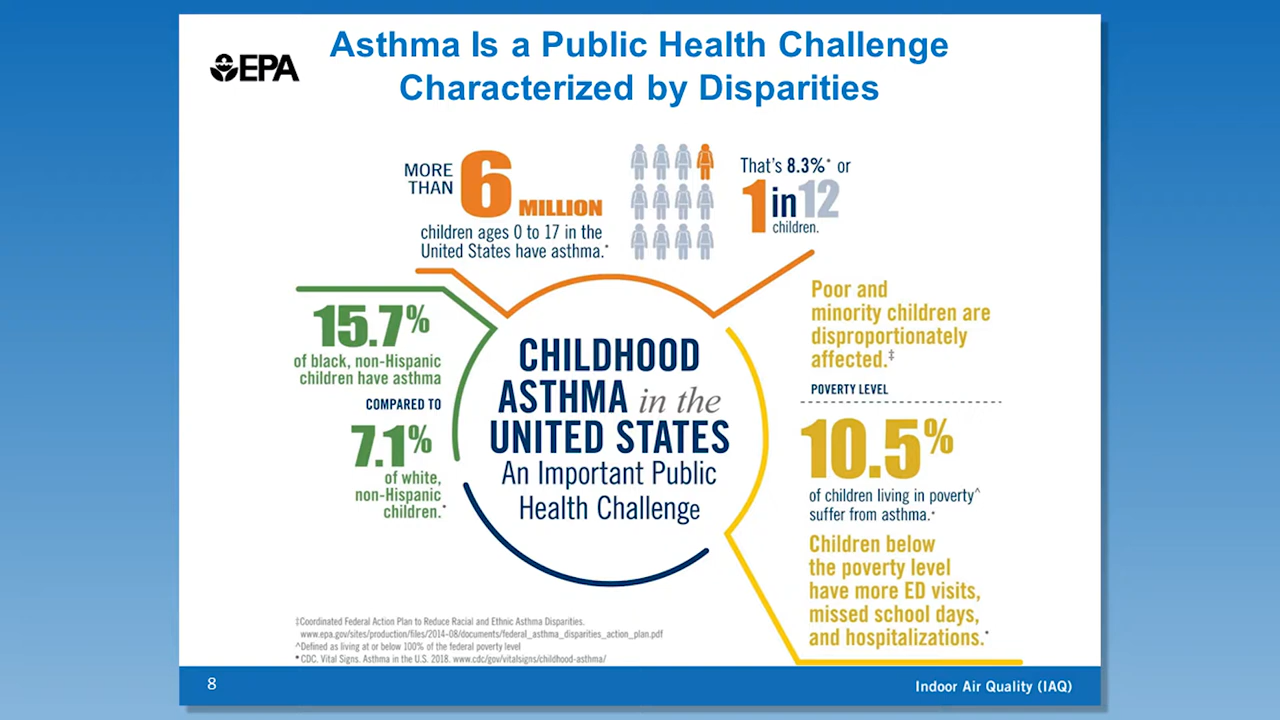 EPA
Asthma Is a Public Health Challenge
Characterized by Disparities
MORE
THAN
6
MILLION
children ages 0 to 17 in the
United States have asthma.*
That's 8.3%* or
1 in 12
children.
15.7%
of black, non-Hispanic
children have asthma
COMPARED TO
7.1%
of white,
non-Hispanic
children.*
CHILDHOOD
ASTHMA in the
UNITED STATES
An Important Public
Health Challenge
Poor and
minority children are
disproportionately
affected.‡
POVERTY LEVEL
10.5%
of children living in poverty^
suffer from asthma.*
Children below
the poverty level
have more ED visits,
missed school days,
and hospitalizations.*
‡Coordinated Federal Action Plan to Reduce Racial and Ethnic Asthma Disparities.
www.epa.gov/sites/production/files/2014-08/documents/federal_asthma_disparities_action_plan.pdf
^Defined as living at or below 100% of the federal poverty level
* CDC. Vital Signs. Asthma in the U.S. 2018. www.cdc/gov/vitalsigns/childhood-asthma/
8
Indoor Air Quality (IAQ)